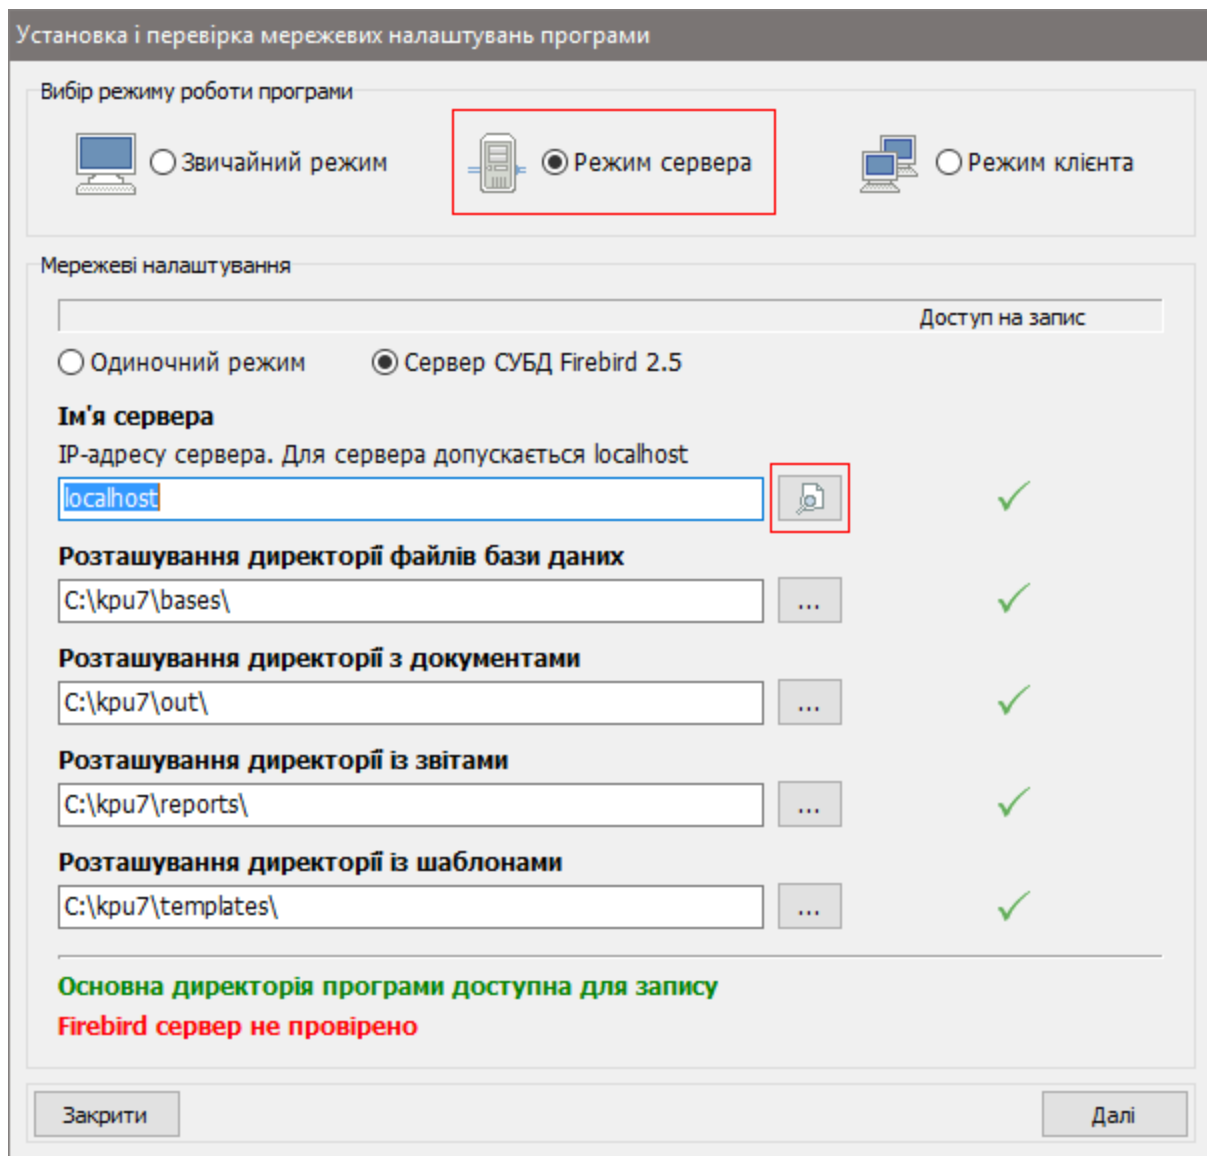 Установка і перевірка мережевих налаштувань програми
Вибір режиму роботи програми
Звичайний режим Режим сервера Режим клієнта
Мережеві налаштування
Доступ на запис
Одиночний режим Сервер СУБД Firebird 2.5
Ім'я сервера
IP-адресу сервера. Для сервера допускається localhost
localhost
Розташування директорії файлів бази даних
C:\kpu7\bases\ ...
Розташування директорії з документами
C:\kpu7\out\ ...
Розташування директорії із звітами
C:\kpu7\reports\ ...
Розташування директорії із шаблонами
C:\kpu7\templates\ ...
Основна директорія програми доступна для запису
Firebird сервер не провірено
Закрити Далі